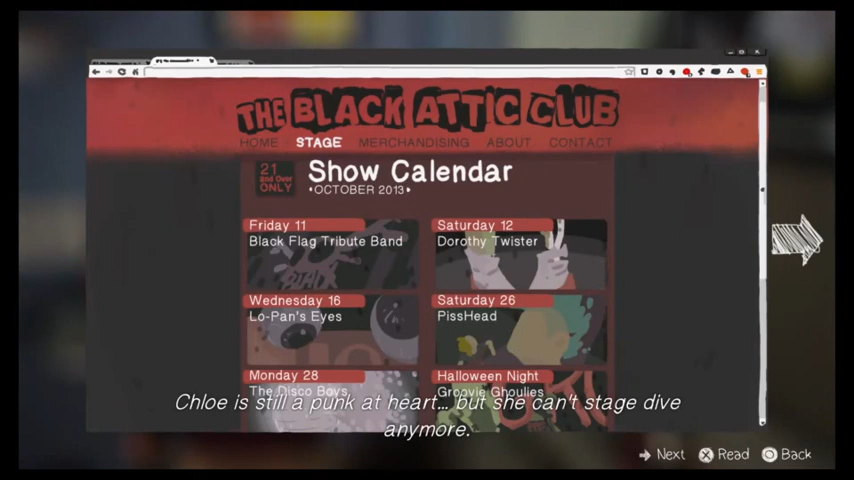 THE BLACK ATTIC CLUB
HOME STAGE MERCHANDISING ABOUT CONTACT
21
and Over
ONLY
Show Calendar
•OCTOBER 2013•
Friday 11
Black Flag Tribute Band
Saturday 12
Dorothy Twister
Wednesday 16
Lo-Pan's Eyes
Saturday 26
PissHead
Monday 28
The Disco Boys
Halloween Night
Groovie Ghoulies
Chloe is still a punk at heart... but she can't stage dive
anymore.
Next Read Back